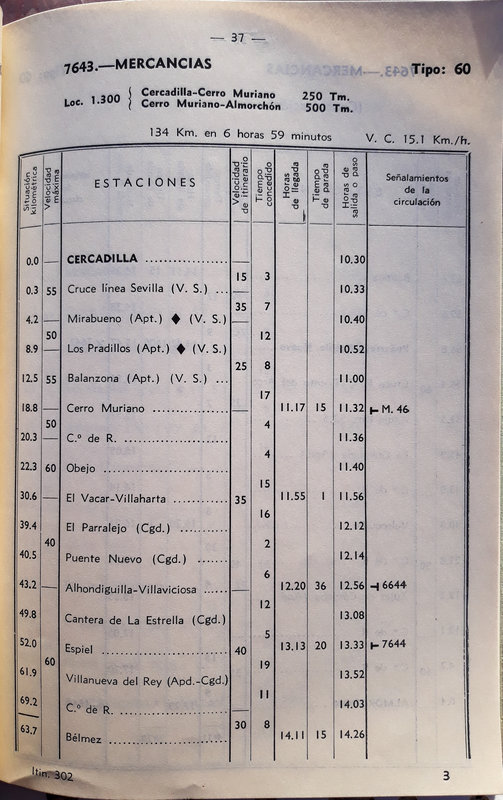 — 37 —
7643.—MERCANCIAS Tipo: 60
Loc. 1.300 { Cercadilla-Cerro Muriano 250 Tm.
Cerro Muriano-Almorchón 500 Tm.
134 Km. en 6 horas 59 minutos V. C. 15.1 Km./h.
Situación kilométrica Velocidad máxima ESTACIONES Velocidad de itinerario Tiempo concedido Horas de llegada Tiempo de parada Horas de salida o paso Señalamientos de la circulación
0.0 CERCADILLA 10.30
15 3
0.3 55 Cruce línea Sevilla (V. S.) ... 10.33
35 7
4.2 Mirabueno (Apt.) ♦ (V. S.) 10.40
50 12
8.9 Los Pradillos (Apt.) ♦ (V. S.) 10.52
25 8
12.5 55 Balanzona (Apt.) (V. S.) ... 11.00
17
18.8 Cerro Muriano 11.17 15 11.32 M. 46
50 4
20.3 C.º de R. 11.36
4
22.3 60 Obejo 11.40
15
30.6 El Vacar-Villaharta 35 11.55 1 11.56
16
39.4 El Parralejo (Cgd.) 12.12
40 2
40.5 Puente Nuevo (Cgd.) 12.14
6
43.2 Alhondiguilla-Villaviciosa 12.20 36 12.56 6644
12
49.8 Cantera de La Estrella (Cgd.) 13.08
5
52.0 Espiel 40 13.13 20 13.33 7644
60 19
61.9 Villanueva del Rey (Apd.-Cgd.) 13.52
11
69.2 C.º de R. 14.03
30 8
63,7 Bélmez 14.11 15 14.26
Itin. 302 3